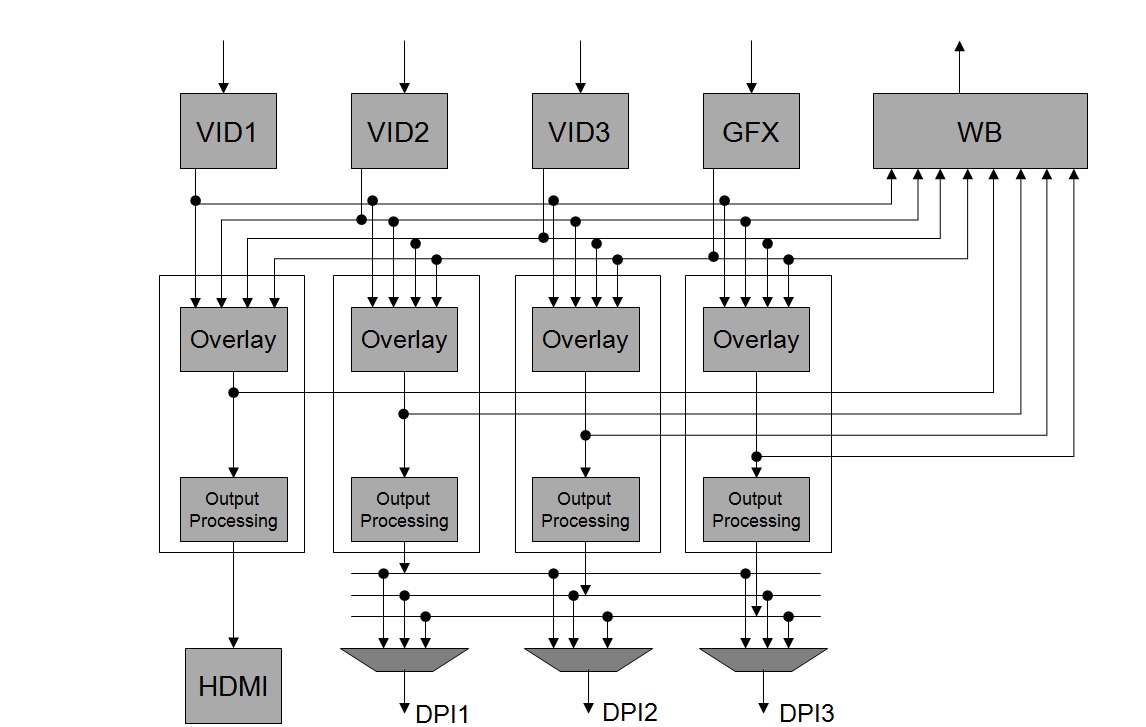 VID1
VID2
VID3
GFX
WB
Overlay
Overlay
Overlay
Overlay
Output
Processing
Output
Processing
Output
Processing
Output
Processing
HDMI
DPI1
DPI2
DPI3